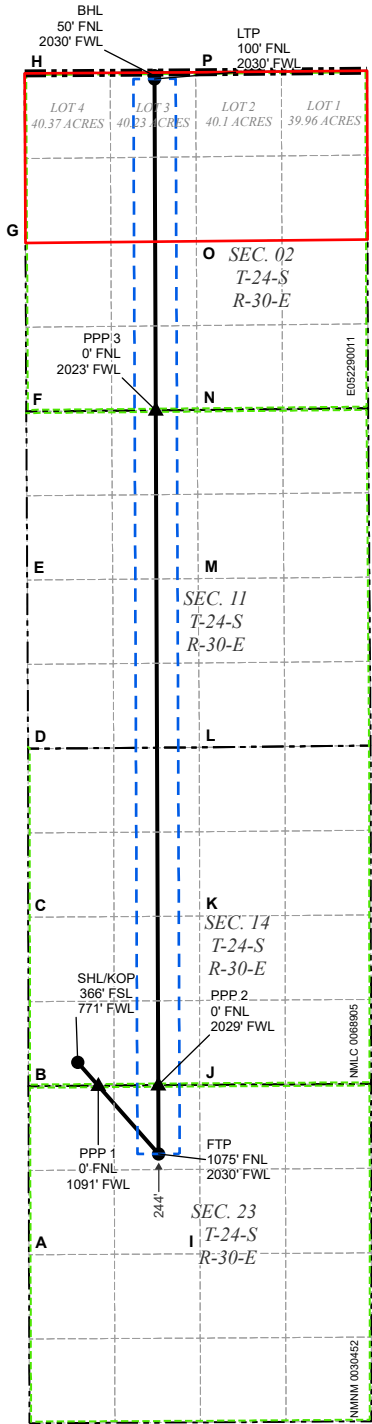 BHL
50' FNL
2030' FWL
LTP
100' FNL
2030' FWL
H
P
LOT 4
40.37 ACRES
LOT 3
40.23 ACRES
LOT 2
40.1 ACRES
LOT 1
39.96 ACRES
G
O
SEC. 02
T-24-S
R-30-E
E052290011
PPP 3
0' FNL
2023' FWL
F
N
E
M
SEC. 11
T-24-S
R-30-E
D
L
C
K
SEC. 14
T-24-S
R-30-E
NMLC 0068905
SHL/KOP
366' FSL
771' FWL
PPP 2
0' FNL
2029' FWL
B
J
PPP 1
0' FNL
1091' FWL
FTP
1075' FNL
2030' FWL
244'
SEC. 23
T-24-S
R-30-E
A
I
NMNM 0030452